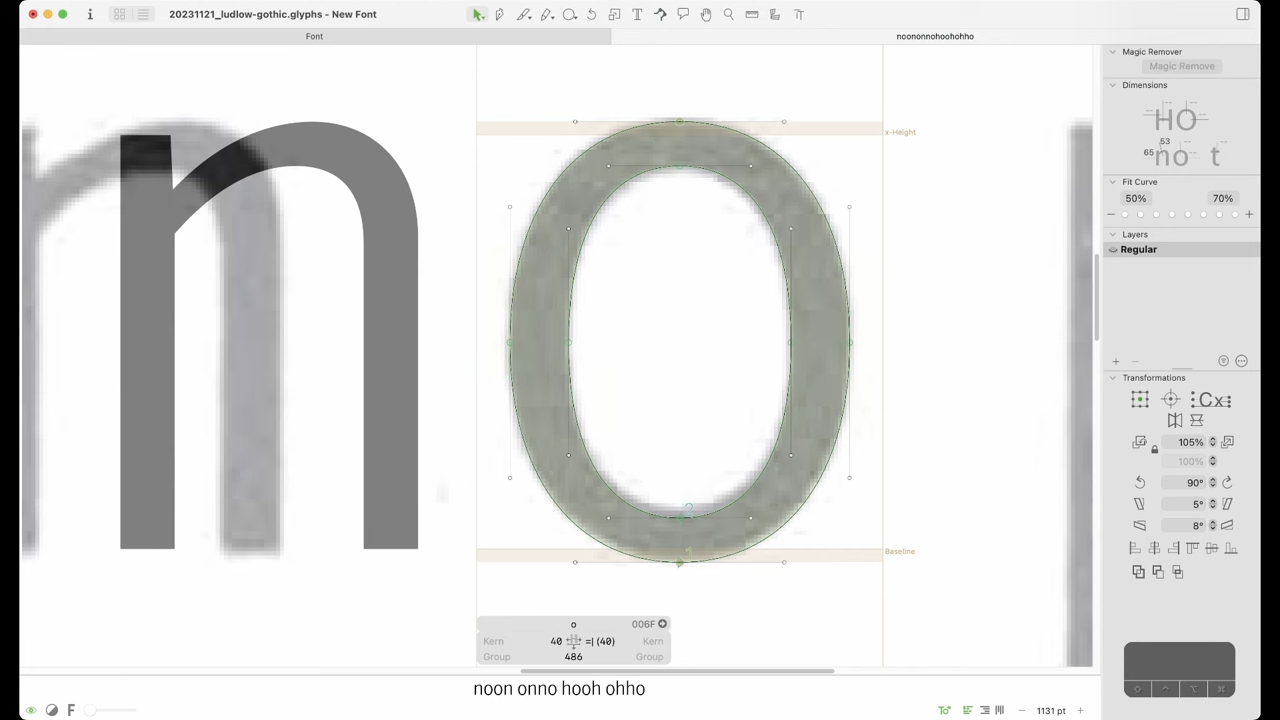 20231121_ludlow-gothic.glyphs - New Font
Font
noononnohoohohho
Magic Remover
Magic Remove
Dimensions
HO
53
65
no t
x-Height
Fit Curve
50%
70%
Layers
Regular
Transformations
105%
100%
90°
5°
8°
Baseline
n
o
o
006F
Kern
40
=| (40)
Kern
Group
486
Group
noon onno hooh ohho
1131 pt